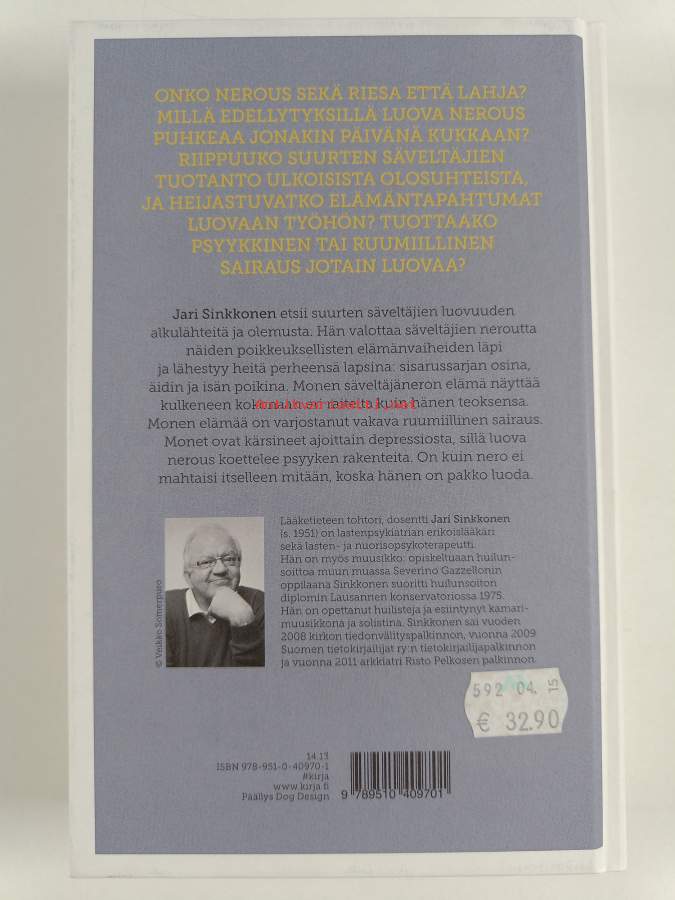 ONKO NEROUS SEKÄ RIESA ETTÄ LAHJA?
MILLÄ EDELLYTYKSILLÄ LUOVA NEROUS
PUHKEAA JONAKIN PÄIVÄNÄ KUKKAAN?
RIIPPUUKO SUURTEN SÄVELTÄJIEN
TUOTANTO ULKOISISTA OLOSUHTEISTA,
JA HEIJASTUVATKO ELÄMÄNTAPAHTUMAT
LUOVAAN TYÖHÖN? TUOTTAAKO
PSYYKKINEN TAI RUUMIILLINEN
SAIRAUS JOTAIN LUOVAA?
Jari Sinkkonen etsii suurten säveltäjien luovuuden
alkulähteitä ja olemusta. Hän valottaa säveltäjien neroutta
näiden poikkeuksellisten elämänvaiheiden läpi
ja lähestyy heitä perheensä lapsina: sisarussarjan osina,
äidin ja isän poikina. Monen säveltäjäneron elämä näyttää
kulkeneen kokonaan eri raiteita kuin hänen teoksensa.
Antikvariaatti.net
Monen elämää on varjostanut vakava ruumiillinen sairaus.
Monet ovat kärsineet ajoittain depressiosta, sillä luova
nerous koettelee psyyken rakenteita. On kuin nero ei
mahtaisi itselleen mitään, koska hänen on pakko luoda.
Lääketieteen tohtori, dosentti Jari Sinkkonen
(s. 1951) on lastenpsykiatrian erikoislääkäri
sekä lasten- ja nuorisopsykoterapeutti.
Hän on myös muusikko: opiskeltuaan huilun-
soittoa muun muassa Severino Gazzellonin
oppilaana Sinkkonen suoritti huilunsoiton
diplomin Lausannen konservatoriossa 1975.
Hän on opettanut huilisteja ja esiintynyt kamari-
muusikkona ja solistina. Sinkkonen sai vuoden
2008 kirkon tiedonvälityspalkinnon, vuonna 2009
Suomen tietokirjailijat ry:n tietokirjailijapalkinnon
ja vuonna 2011 arkkiatri Risto Pelkosen palkinnon.
© Veikko Somerpuro
592 04. 15
€ 32.90
14.13
ISBN 978-951-0-40970-1
#kirja
www.kirja.fi
Päällys Dog Design
9 789510 409701